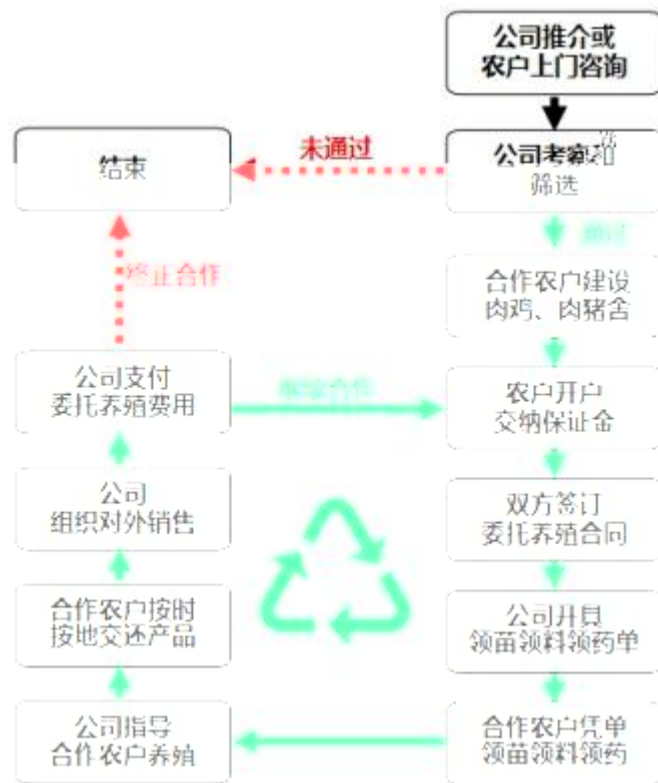 公司推介或
农户上门咨询
公司考察和
筛选
未通过
结束
合作农户建设
肉鸡、肉猪舍
终止合作
公司支付
委托养殖费用
农户开户
交纳保证金
公司
组织对外销售
双方签订
委托养殖合同
合作农户按时
按地交还产品
公司开具
领苗领料领药单
公司指导
合作农户养殖
合作农户凭单
领苗领料领药